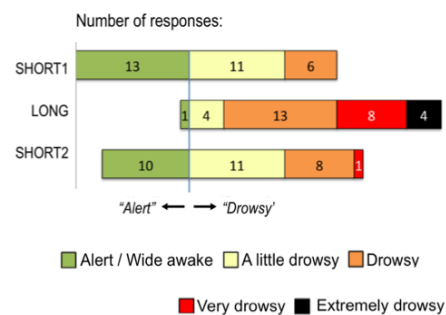 Number of responses:
SHORT1 13 11 6
LONG 1 4 13 8 4
SHORT2 10 11 8 1
“Alert” “Drowsy’
Alert / Wide awake A little drowsy Drowsy
Very drowsy Extremely drowsy